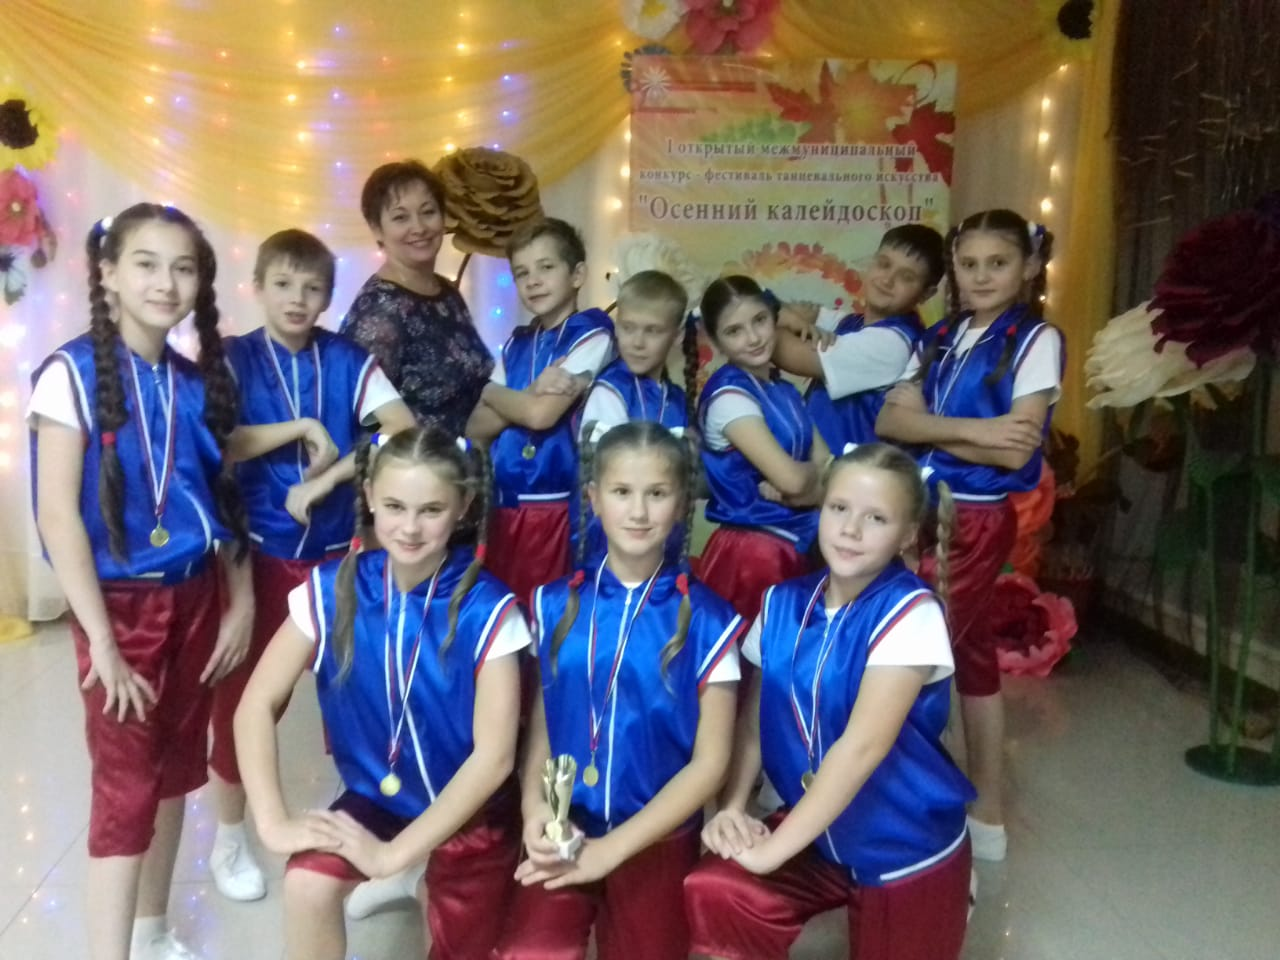 I открытый межмуниципальный
конкурс - фестиваль танцевального искусства
"Осенний калейдоскоп"